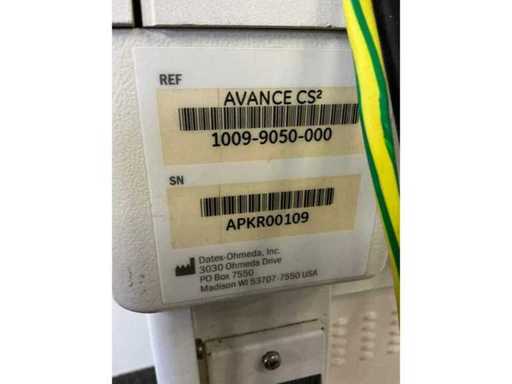 REF
AVANCE CS²
1009-9050-000
SN
APKR00109
Datex-Ohmeda, Inc.
3030 Ohmeda Drive
PO Box 7550
Madison WI 53707-7550 USA